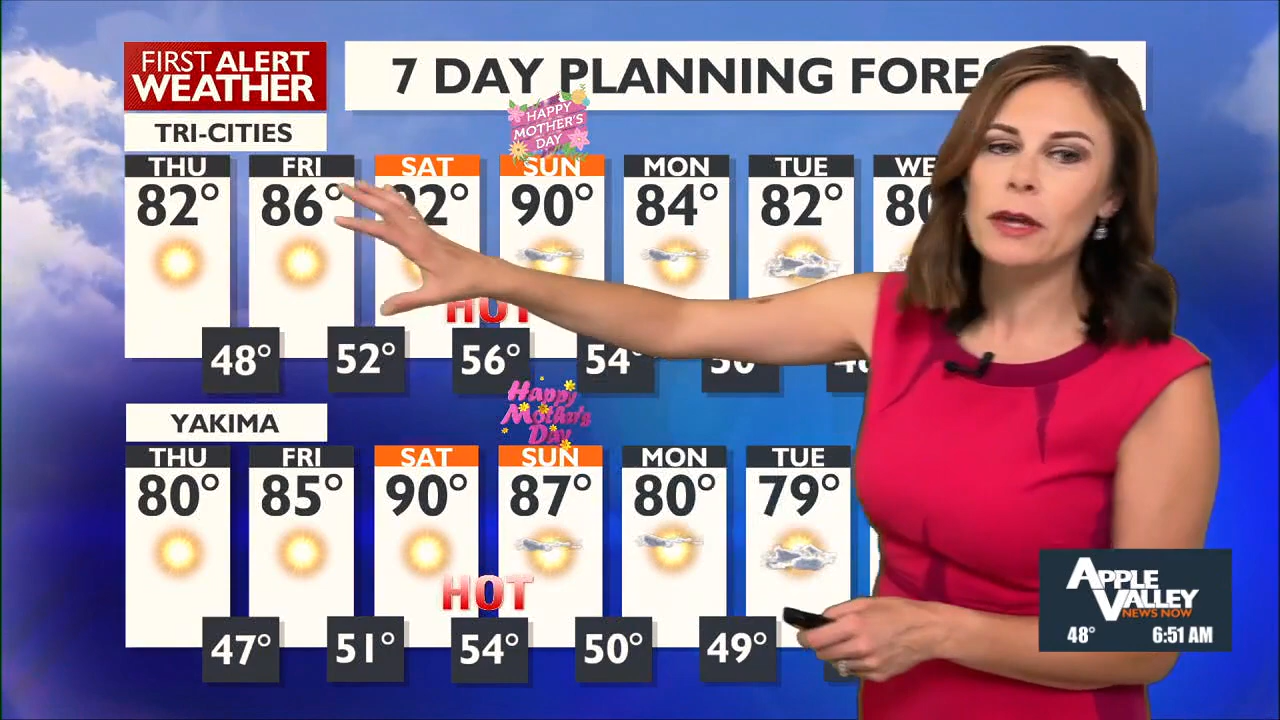 FIRST ALERT
WEATHER
7 DAY PLANNING
TRI-CITIES
HAPPY
MOTHER'S
DAY
THU FRI SAT SUN MON TUE
82° 86° 90° 84° 82°
HOT
48° 52° 56° 54°
Happy
Mother's
Day
YAKIMA
THU FRI SAT SUN MON TUE
80° 85° 90° 87° 80° 79°
HOT
47° 51° 54° 50° 49°
APPLE
VALLEY
NEWS NOW
48° 6:51 AM